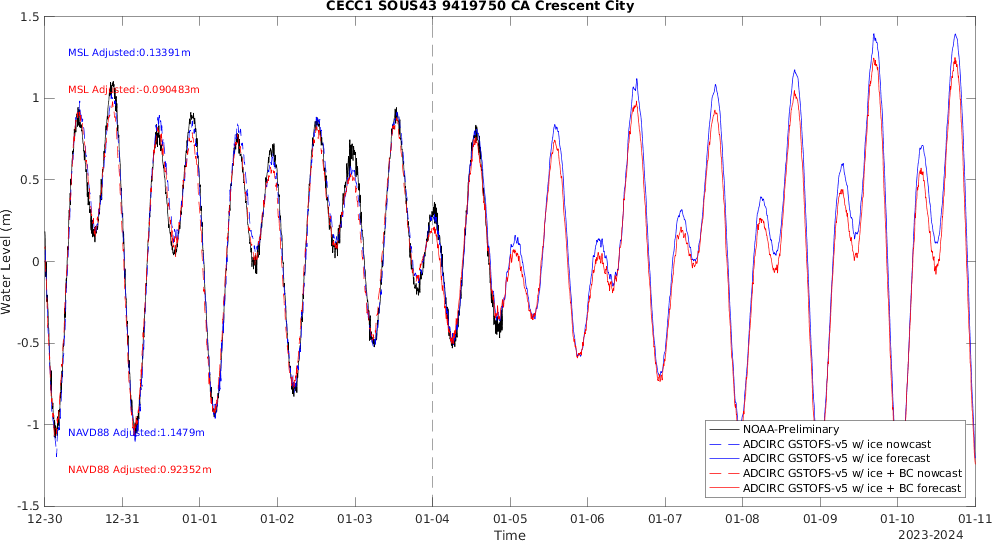 CECC1 SOUS43 9419750 CA Crescent City
1.5
1
0.5
0
-0.5
-1
-1.5
Water Level (m)
MSL Adjusted:0.13391m
MSL Adjusted:-0.090483m
NAVD88 Adjusted:1.1479m
NAVD88 Adjusted:0.92352m
NOAA-Preliminary
ADCIRC GSTOFS-v5 w/ ice nowcast
ADCIRC GSTOFS-v5 w/ ice forecast
ADCIRC GSTOFS-v5 w/ ice + BC nowcast
ADCIRC GSTOFS-v5 w/ ice + BC forecast
12-30 12-31 01-01 01-02 01-03 01-04 01-05 01-06 01-07 01-08 01-09 01-10 01-11
Time
2023-2024